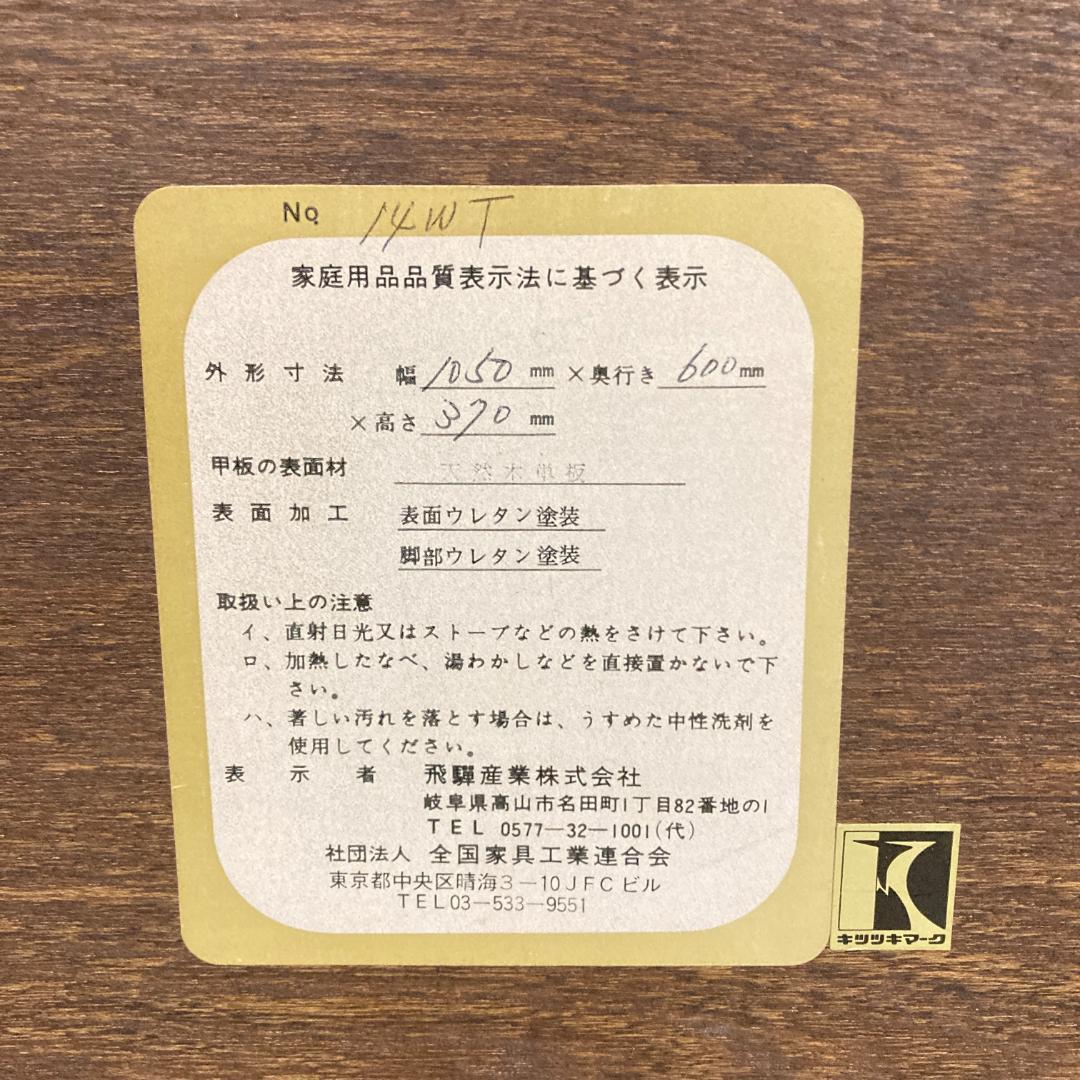 No. 14WT
家庭用品品質表示法に基づく表示
外形寸法 幅 1050 mm ×奥行き 600 mm
×高さ 370 mm
甲板の表面材 天然木単板
表面加工 表面ウレタン塗装
脚部ウレタン塗装
取扱い上の注意
イ、直射日光又はストーブなどの熱をさけて下さい。
ロ、加熱したなべ、湯わかしなどを直接置かないで下
さい。
ハ、著しい汚れを落とす場合は、うすめた中性洗剤を
使用してください。
表示者 飛驒産業株式会社
岐阜県高山市名田町1丁目82番地の1
TEL 0577―32―1001(代)
社団法人 全国家具工業連合会
東京都中央区晴海3―10JFCビル
TEL03―533―9551
キツツキマーク